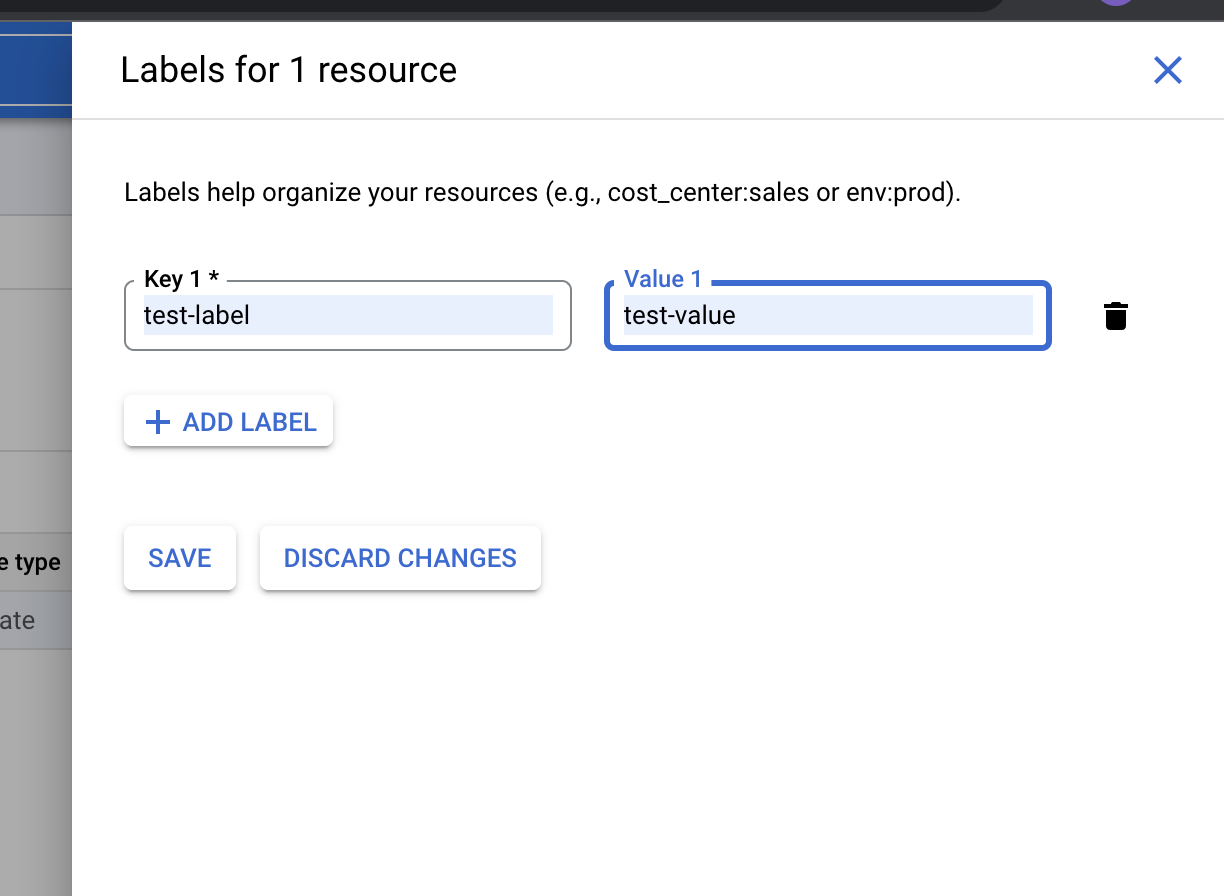 Labels for 1 resource
Labels help organize your resources (e.g., cost_center:sales or env:prod).
Key 1 *
test-label
Value 1
test-value
ADD LABEL
SAVE
DISCARD CHANGES
e type
ate